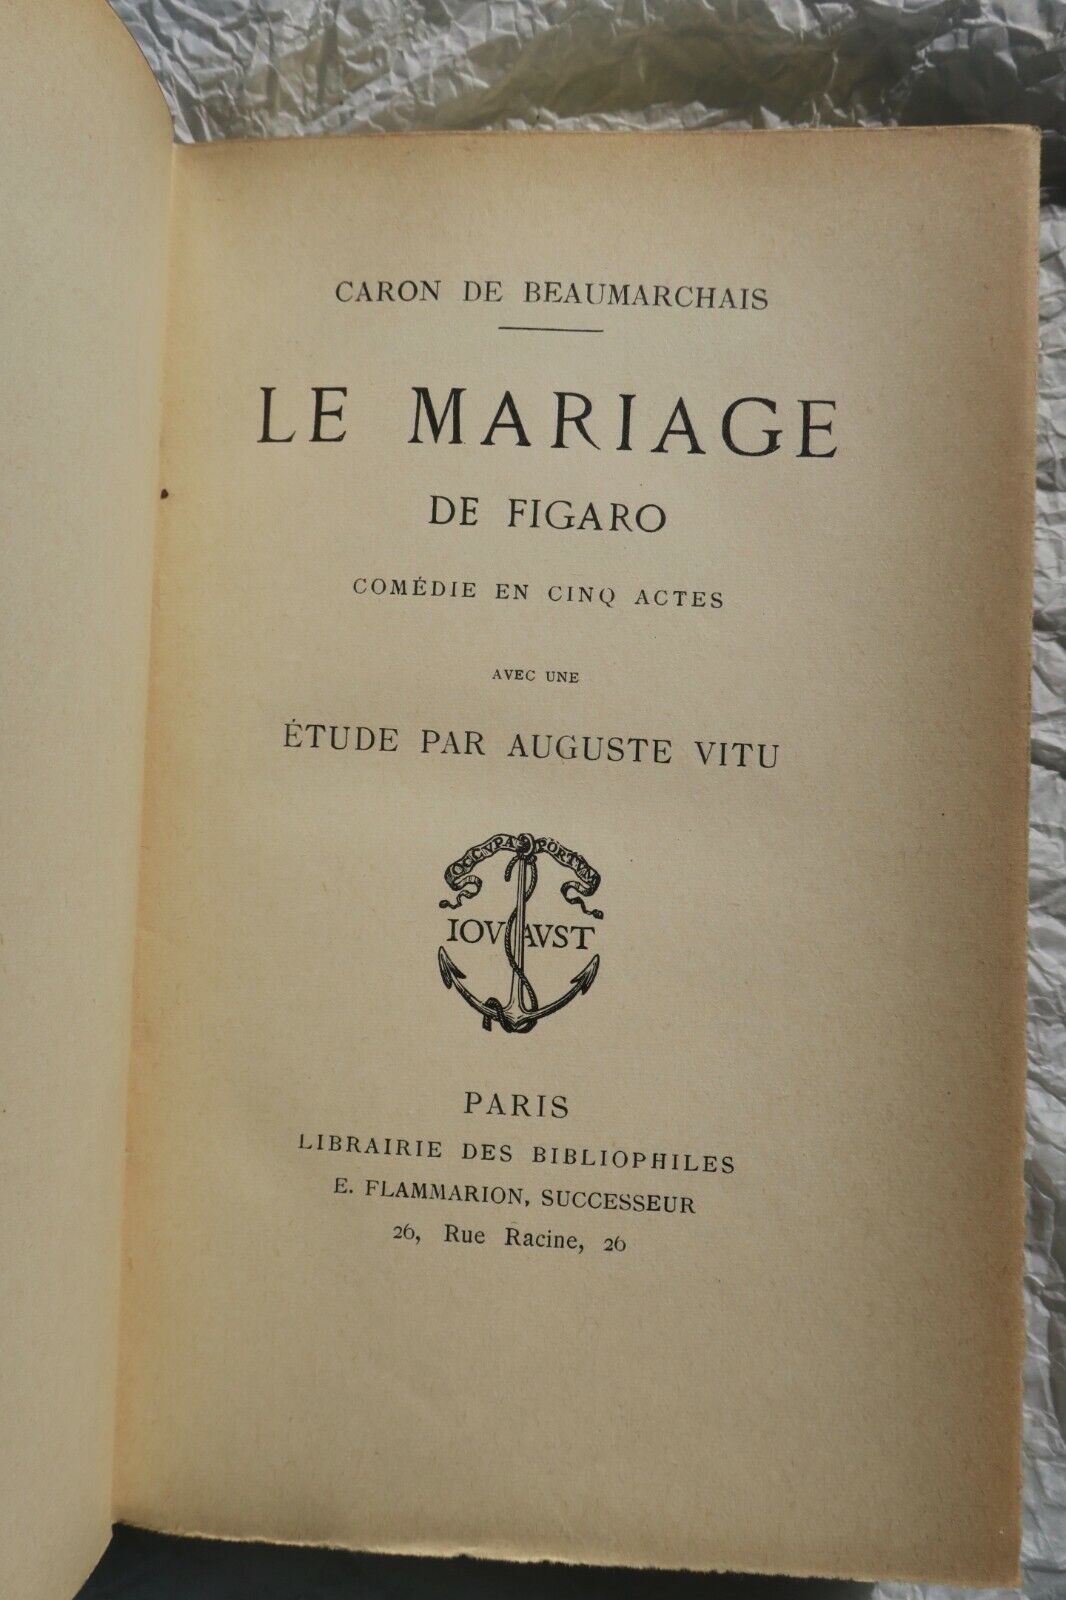 CARON DE BEAUMARCHAIS
LE MARIAGE
DE FIGARO
COMÉDIE EN CINQ ACTES
AVEC UNE
ÉTUDE PAR AUGUSTE VITU
OCCVPA PORTVM
IOVAVST
PARIS
LIBRAIRIE DES BIBLIOPHILES
E. FLAMMARION, SUCCESSEUR
26, Rue Racine, 26